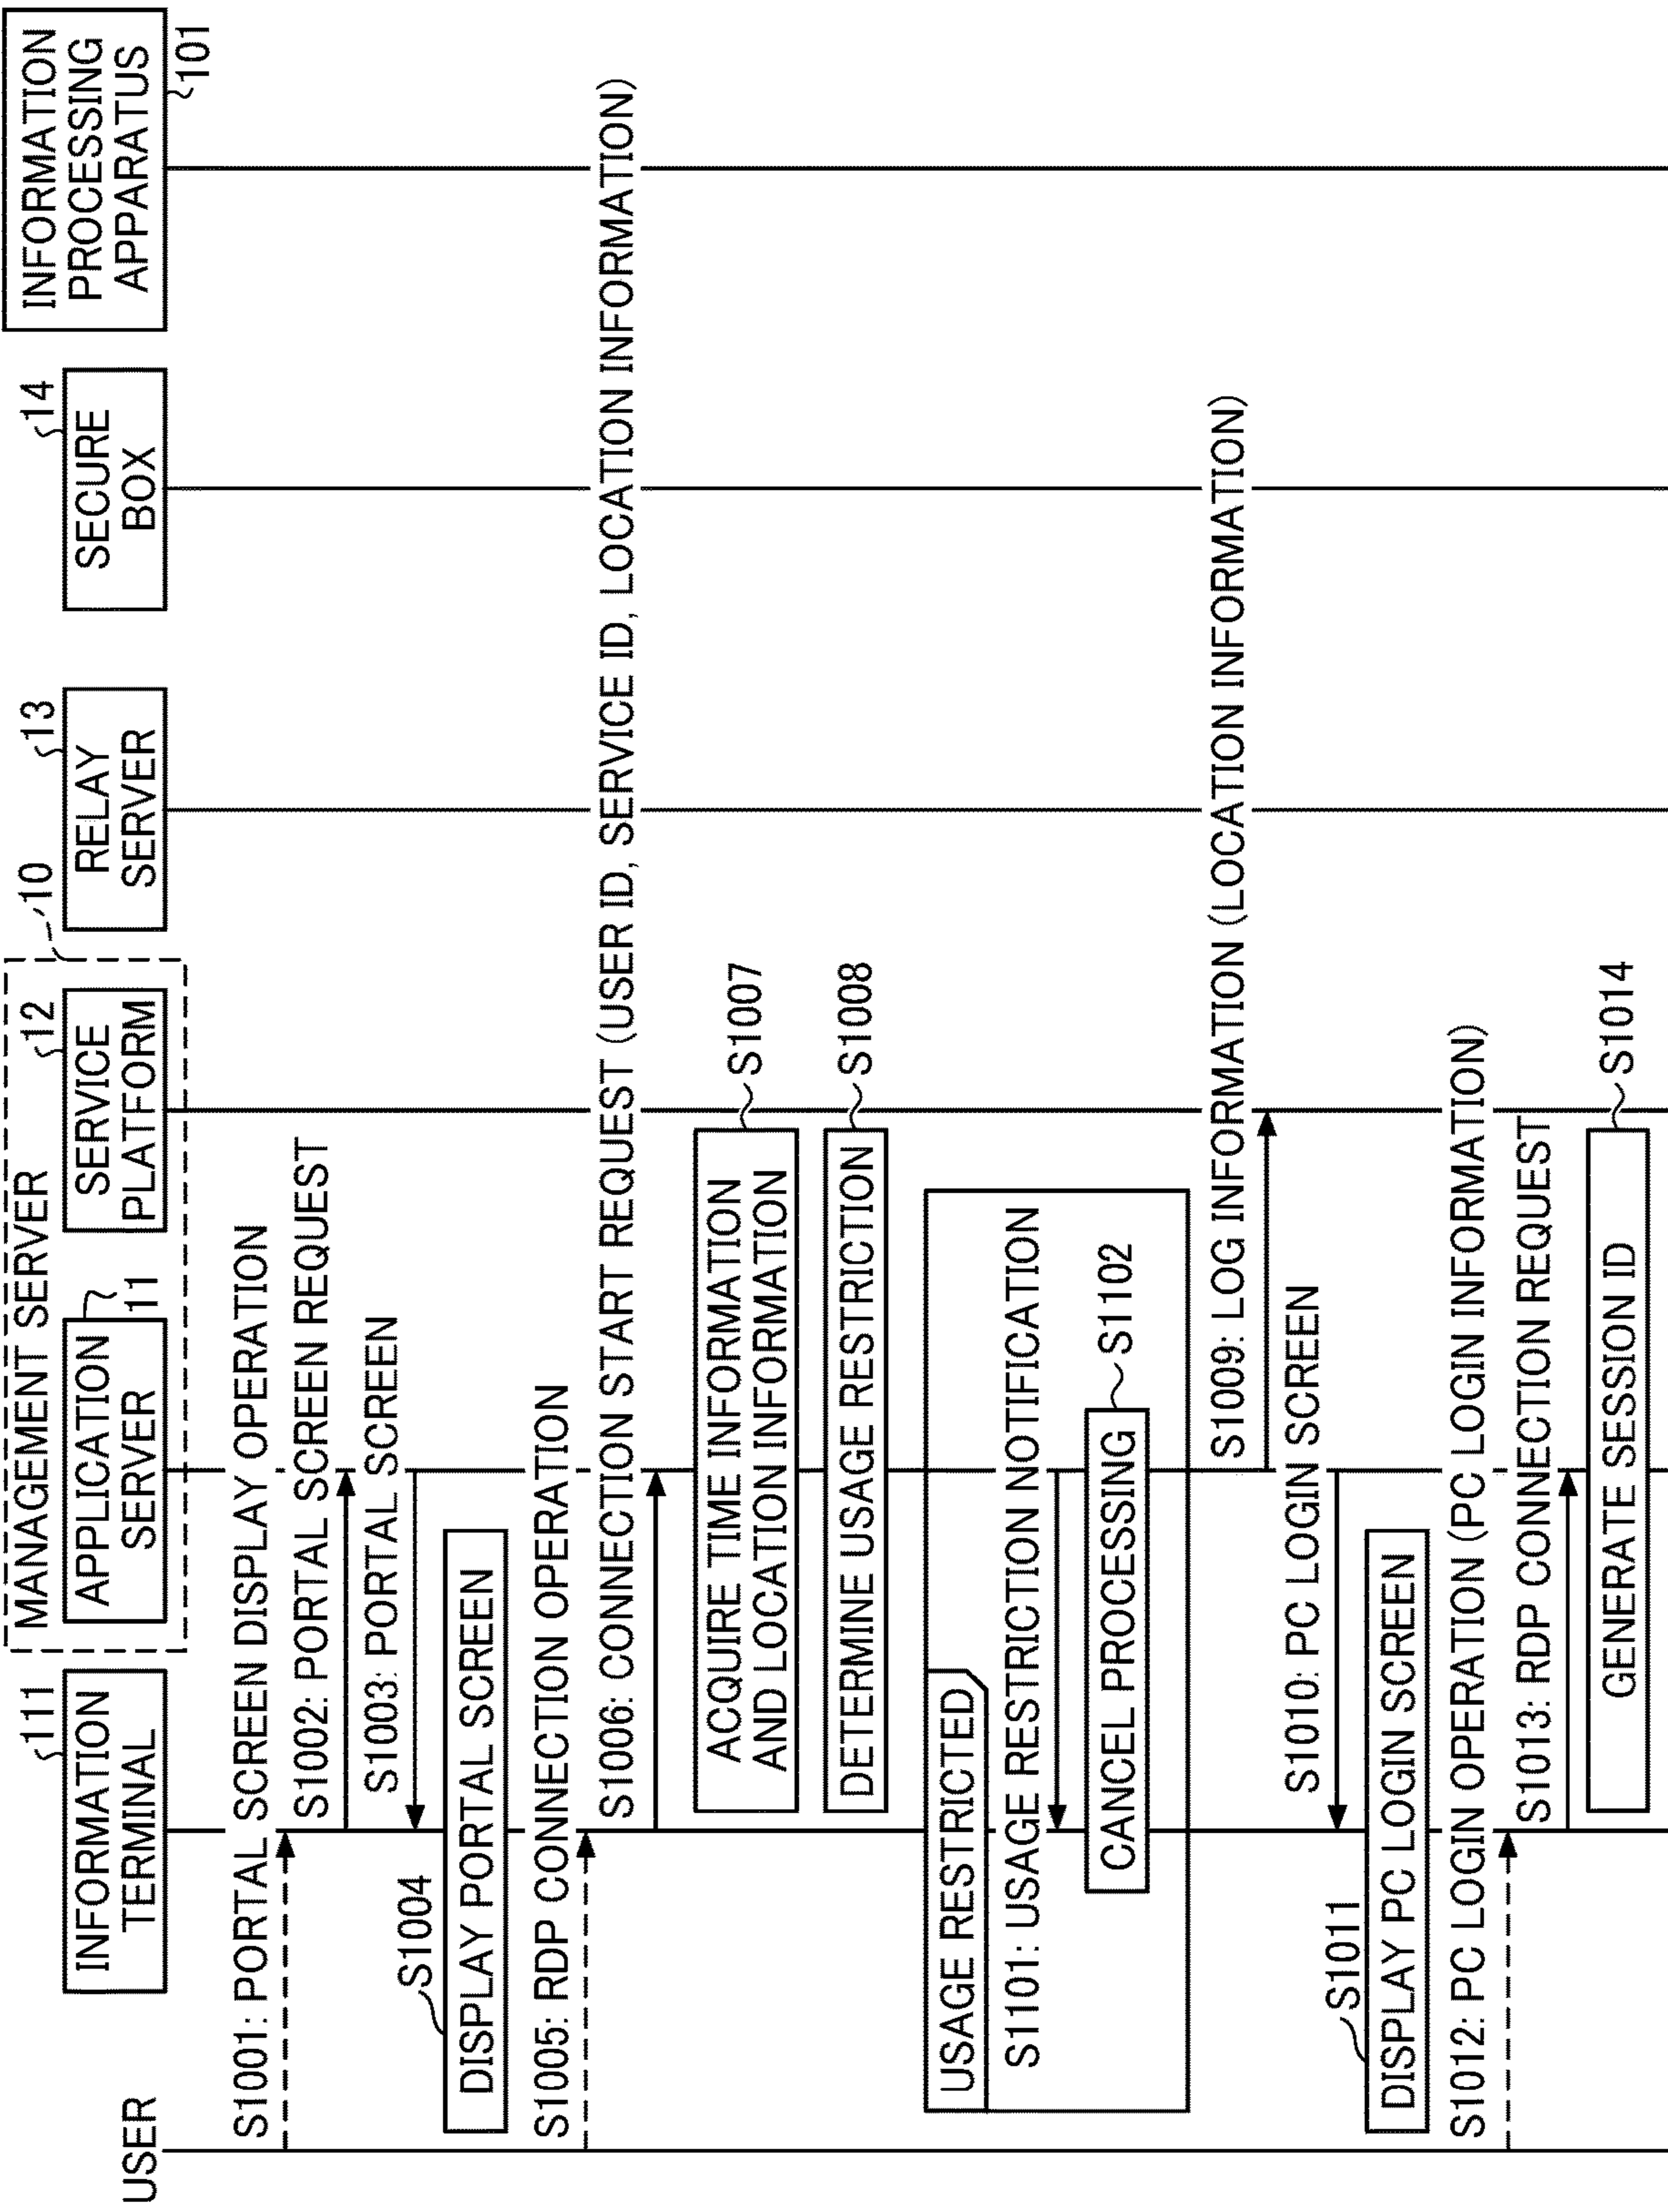 USER
INFORMATION
TERMINAL
111
MANAGEMENT SERVER
10
APPLICATION
SERVER
11
SERVICE
PLATFORM
12
RELAY
SERVER
13
SECURE
BOX
14
INFORMATION
PROCESSING
APPARATUS
101
S1001: PORTAL SCREEN DISPLAY OPERATION
S1002: PORTAL SCREEN REQUEST
S1003: PORTAL SCREEN
S1004
DISPLAY PORTAL SCREEN
S1005: RDP CONNECTION OPERATION
S1006: CONNECTION START REQUEST (USER ID, SERVICE ID, LOCATION INFORMATION)
ACQUIRE TIME INFORMATION
AND LOCATION INFORMATION
S1007
DETERMINE USAGE RESTRICTION
S1008
USAGE RESTRICTED
S1101: USAGE RESTRICTION NOTIFICATION
CANCEL PROCESSING
S1102
S1009: LOG INFORMATION (LOCATION INFORMATION)
S1010: PC LOGIN SCREEN
S1011
DISPLAY PC LOGIN SCREEN
S1012: PC LOGIN OPERATION (PC LOGIN INFORMATION)
S1013: RDP CONNECTION REQUEST
GENERATE SESSION ID
S1014